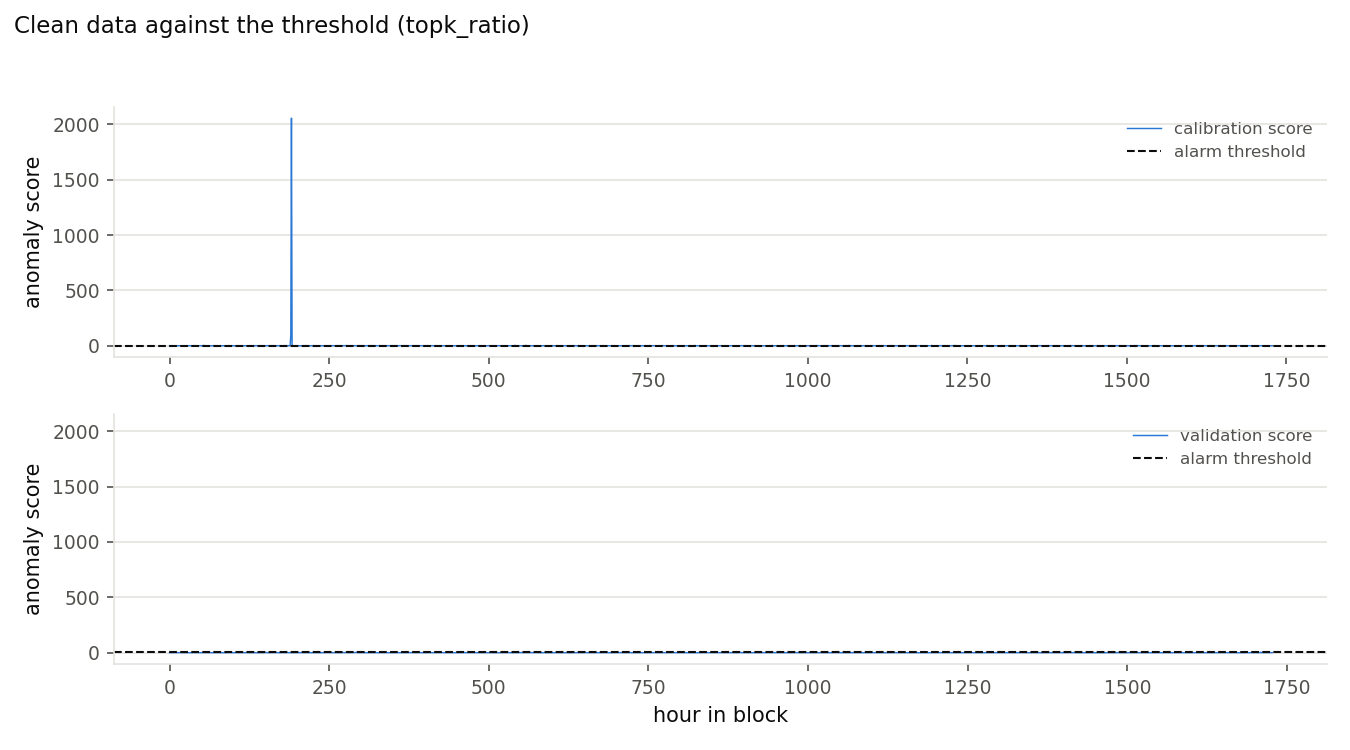 Clean data against the threshold (topk_ratio)
anomaly score
2000
1500
1000
500
0
calibration score
alarm threshold
0 250 500 750 1000 1250 1500 1750
anomaly score
2000
1500
1000
500
0
validation score
alarm threshold
0 250 500 750 1000 1250 1500 1750
hour in block